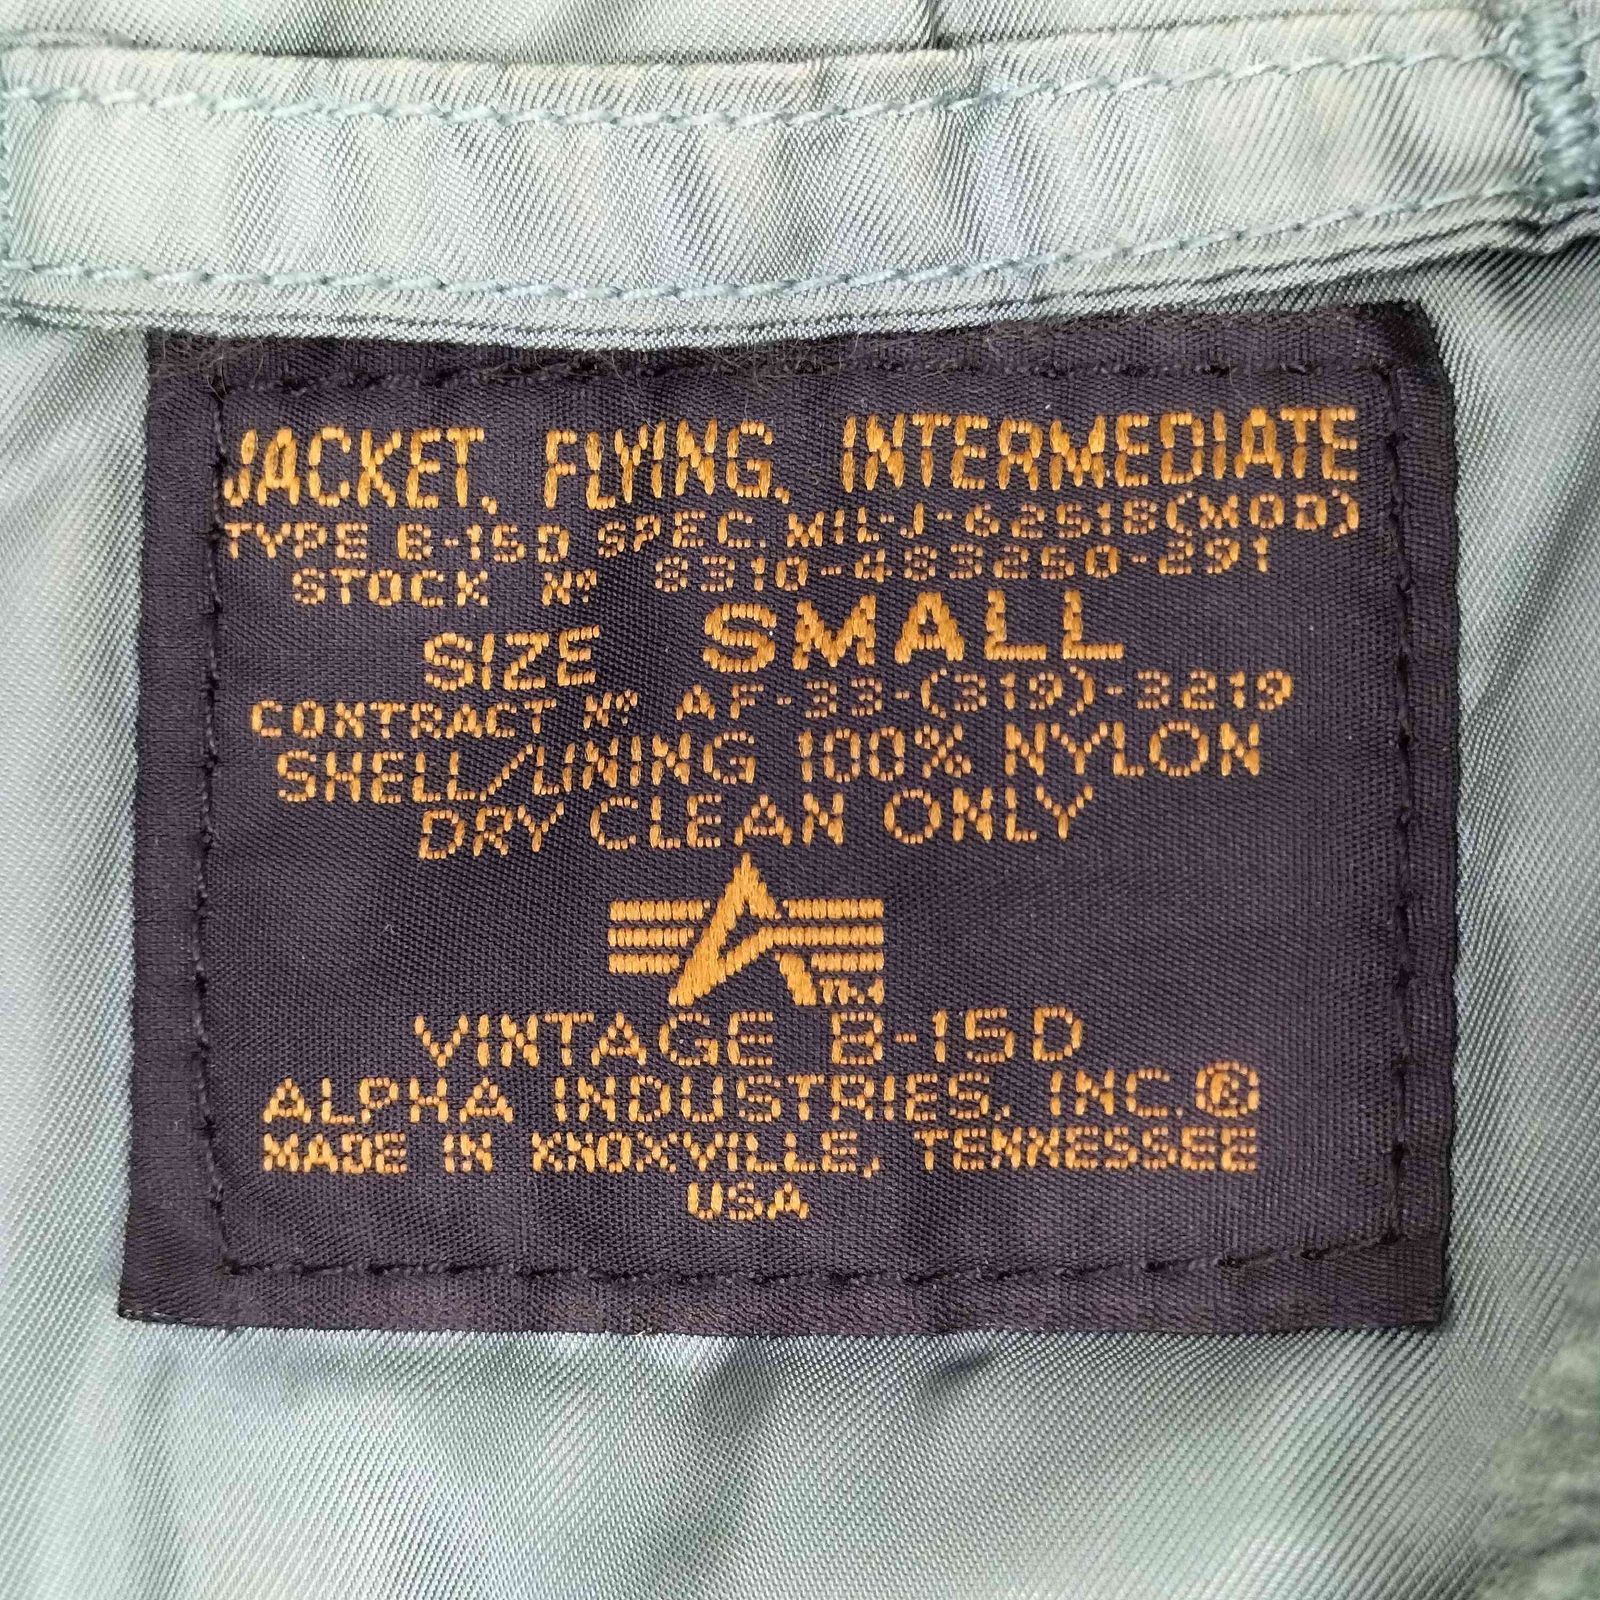 JACKET, FLYING, INTERMEDIATE
TYPE B-15D SPEC. MIL-J-6251B(MOD)
STOCK Nº 8310-483250-291
SIZE SMALL
CONTRACT Nº AF-33-(319)-3219
SHELL/LINING 100% NYLON
DRY CLEAN ONLY
T.M.
VINTAGE B-15D
ALPHA INDUSTRIES, INC.®
MADE IN KNOXVILLE, TENNESSEE
USA